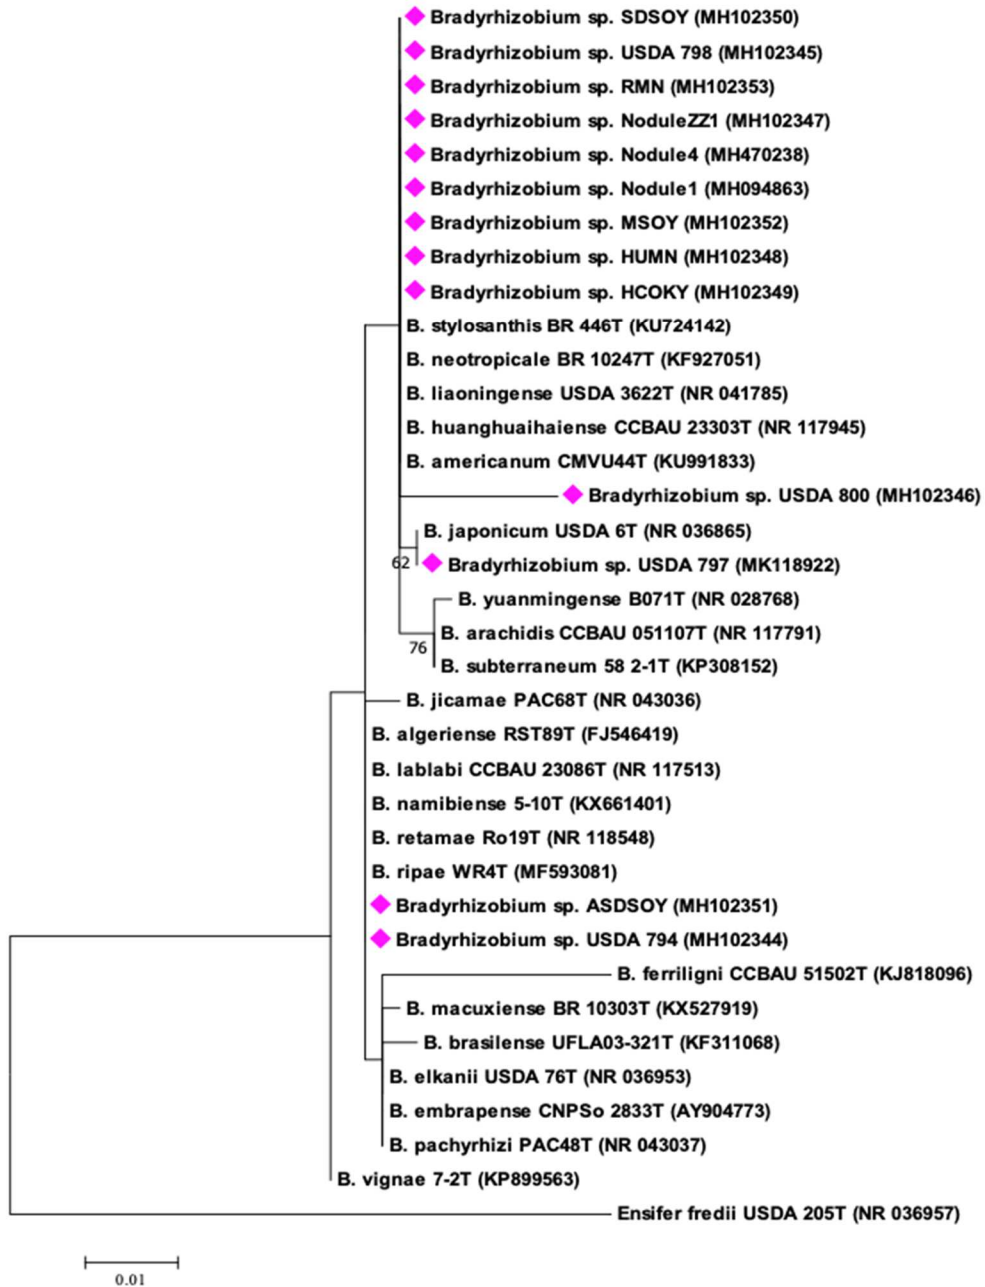 Bradyrhizobium sp. SDSOY (MH102350)
Bradyrhizobium sp. USDA 798 (MH102345)
Bradyrhizobium sp. RMN (MH102353)
Bradyrhizobium sp. NoduleZZ1 (MH102347)
Bradyrhizobium sp. Nodule4 (MH470238)
Bradyrhizobium sp. Nodule1 (MH094863)
Bradyrhizobium sp. MSOY (MH102352)
Bradyrhizobium sp. HUMN (MH102348)
Bradyrhizobium sp. HCOKY (MH102349)
B. stylosanthis BR 446T (KU724142)
B. neotropicale BR 10247T (KF927051)
B. liaoningense USDA 3622T (NR 041785)
B. huanghuaihaiense CCBAU 23303T (NR 117945)
B. americanum CMVU44T (KU991833)
Bradyrhizobium sp. USDA 800 (MH102346)
B. japonicum USDA 6T (NR 036865)
62
Bradyrhizobium sp. USDA 797 (MK118922)
B. yuanmingense B071T (NR 028768)
B. arachidis CCBAU 051107T (NR 117791)
76
B. subterraneum 58 2-1T (KP308152)
B. jicamae PAC68T (NR 043036)
B. algeriense RST89T (FJ546419)
B. lablabi CCBAU 23086T (NR 117513)
B. namibiense 5-10T (KX661401)
B. retamae Ro19T (NR 118548)
B. ripae WR4T (MF593081)
Bradyrhizobium sp. ASDSOY (MH102351)
Bradyrhizobium sp. USDA 794 (MH102344)
B. ferriligni CCBAU 51502T (KJ818096)
B. macuxiense BR 10303T (KX527919)
B. brasilense UFLA03-321T (KF311068)
B. elkanii USDA 76T (NR 036953)
B. embrapense CNPSo 2833T (AY904773)
B. pachyrhizi PAC48T (NR 043037)
B. vignae 7-2T (KP899563)
Ensifer fredii USDA 205T (NR 036957)
0.01